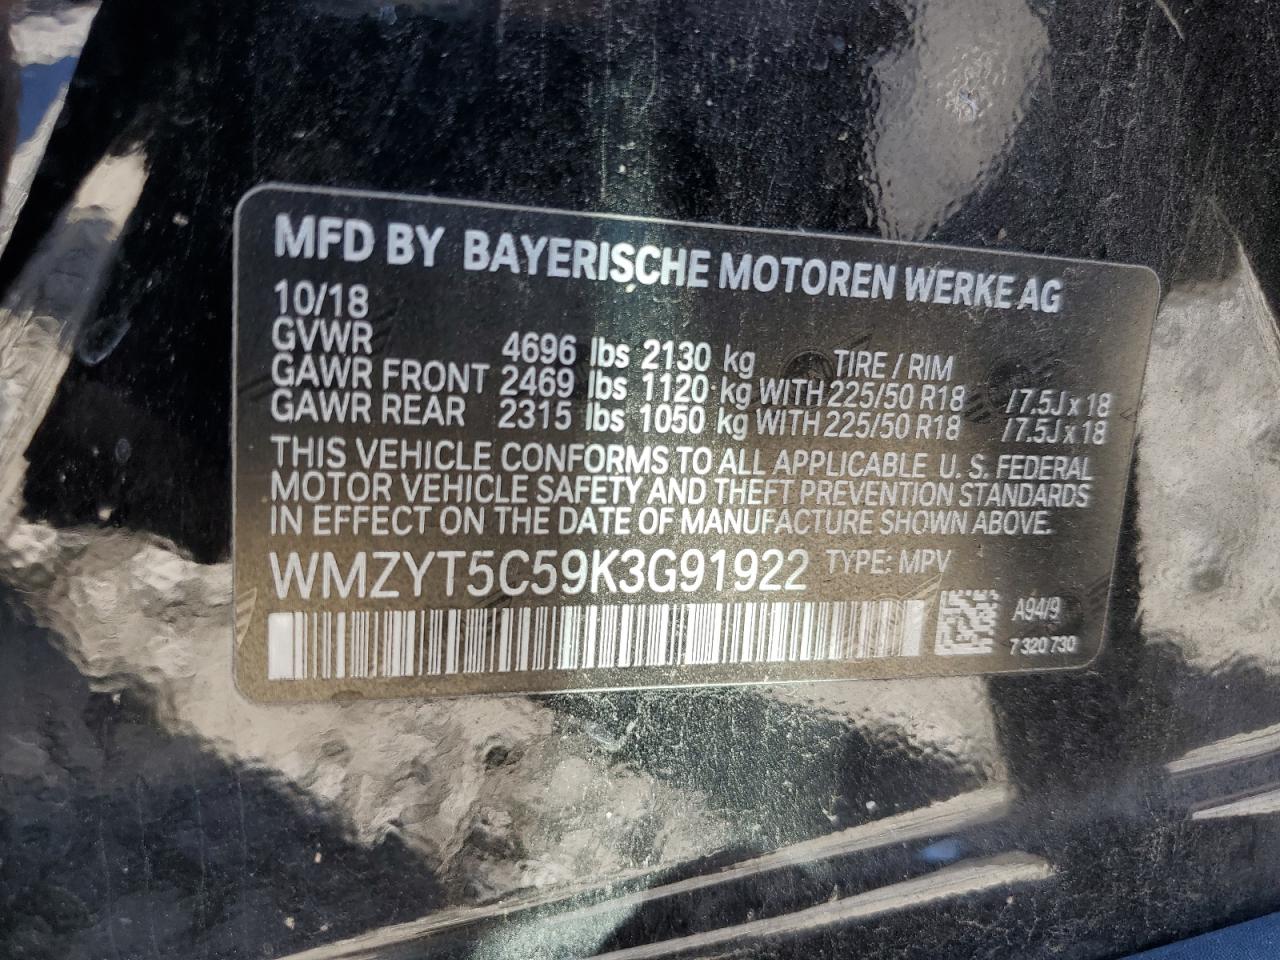 MFD BY BAYERISCHE MOTOREN WERKE AG
10/18
GVWR 4696 lbs 2130 kg TIRE / RIM
GAWR FRONT 2469 lbs 1120 kg WITH 225/50 R18 /7.5J x 18
GAWR REAR 2315 lbs 1050 kg WITH 225/50 R18 /7.5J x 18
THIS VEHICLE CONFORMS TO ALL APPLICABLE U. S. FEDERAL
MOTOR VEHICLE SAFETY AND THEFT PREVENTION STANDARDS
IN EFFECT ON THE DATE OF MANUFACTURE SHOWN ABOVE.
WMZYT5C59K3G91922 TYPE: MPV
A94/9
7 320 730